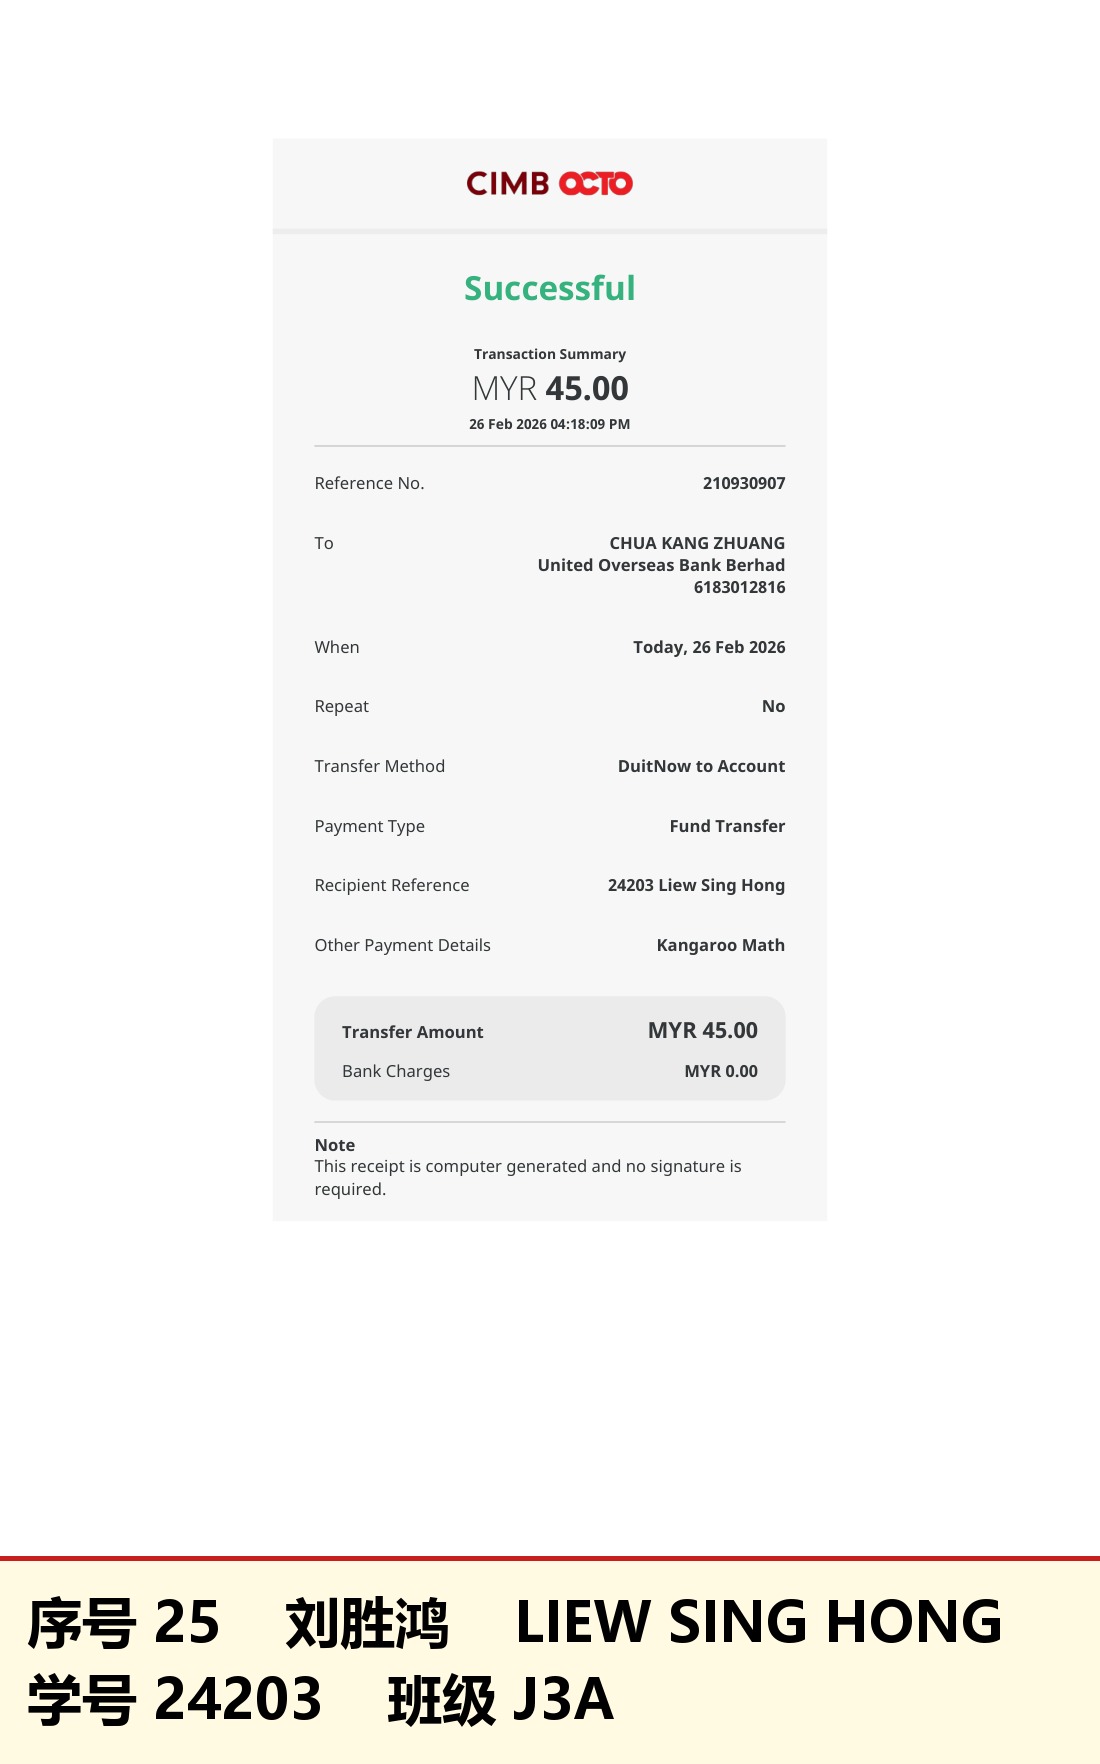 CIMB OCTO
Successful
Transaction Summary
MYR 45.00
26 Feb 2026 04:18:09 PM
Reference No. 210930907
To CHUA KANG ZHUANG
United Overseas Bank Berhad
6183012816
When Today, 26 Feb 2026
Repeat No
Transfer Method DuitNow to Account
Payment Type Fund Transfer
Recipient Reference 24203 Liew Sing Hong
Other Payment Details Kangaroo Math
Transfer Amount MYR 45.00
Bank Charges MYR 0.00
Note
This receipt is computer generated and no signature is
required.
序号 25 刘胜鸿 LIEW SING HONG
学号 24203 班级 J3A